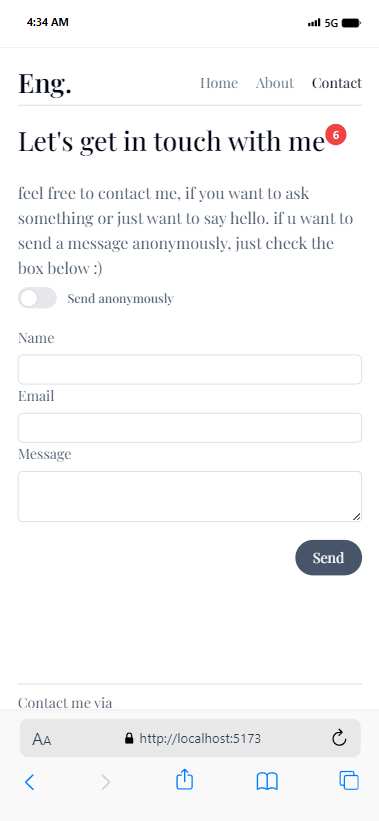 4:34 AM 5G
Eng. Home About Contact
Let's get in touch with me 6
feel free to contact me, if you want to ask
something or just want to say hello. if u want to
send a message anonymously, just check the
box below :)
Send anonymously
Name
Email
Message
Send
Contact me via
AA http://localhost:5173